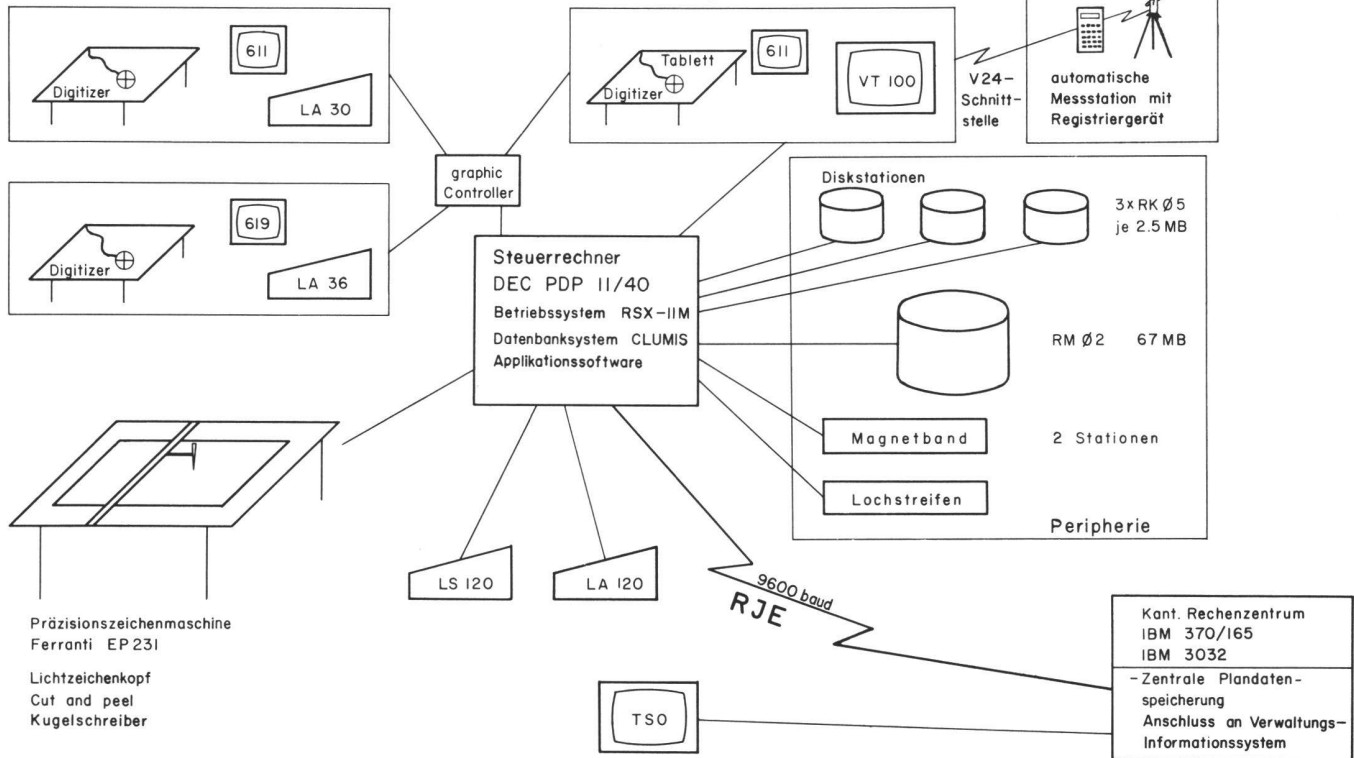 611
Digitizer
LA 30
Tablett
Digitizer
611
VT 100
V24-
Schnitt-
stelle
automatische
Messstation mit
Registriergerät
graphic
Controller
619
Digitizer
LA 36
Steuerrechner
DEC PDP 11/40
Betriebssystem RSX-11M
Datenbanksystem CLUMIS
Applikationssoftware
Diskstationen
3x RK Ø5
je 2.5 MB
RM Ø2 67 MB
Magnetband
2 Stationen
Lochstreifen
Peripherie
Präzisionszeichenmaschine
Ferranti EP 231
Lichtzeichenkopf
Cut and peel
Kugelschreiber
LS 120
LA 120
9600 baud
RJE
TSO
Kant. Rechenzentrum
IBM 370/165
IBM 3032
- Zentrale Plandaten-
speicherung
Anschluss an Verwaltungs-
Informationssystem